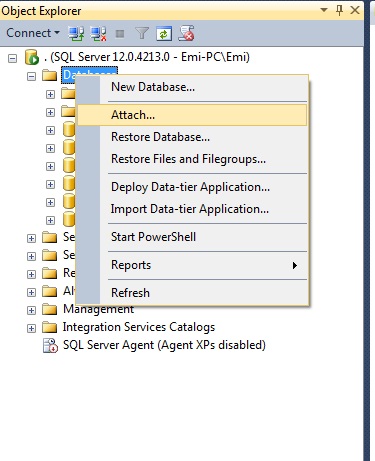 Object Explorer
Connect
. (SQL Server 12.0.4213.0 - Emi-PC\Emi)
Databases
New Database...
Attach...
Restore Database...
Restore Files and Filegroups...
Deploy Data-tier Application...
Import Data-tier Application...
Start PowerShell
Reports
Refresh
Se
Se
Re
Al
Management
Integration Services Catalogs
SQL Server Agent (Agent XPs disabled)